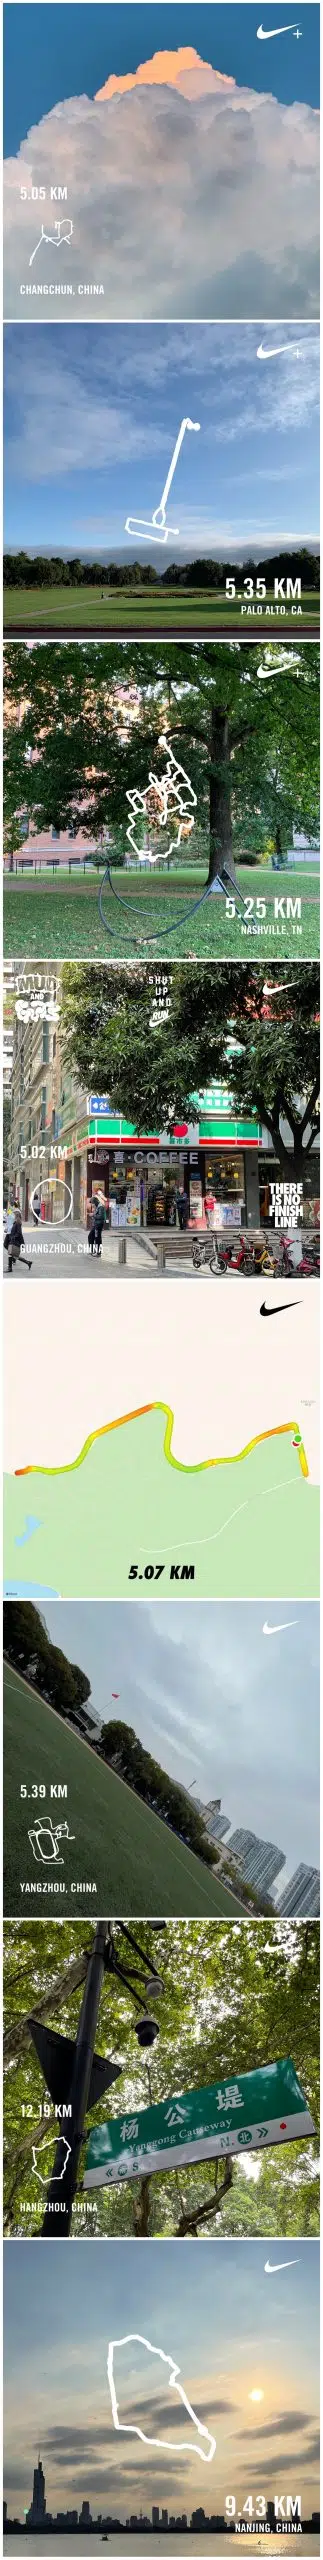 5.05 KM
CHANGCHUN, CHINA
5.35 KM
PALO ALTO, CA
5.25 KM
NASHVILLE, TN
MUD
AND
SHUT
UP
AND
RUN
5.02 KM
喜·COFFEE
THERE
IS NO
FINISH
LINE
GUANGZHOU, CHINA
5.07 KM
5.39 KM
YANGZHOU, CHINA
12.19 KM
杨公堤
Yanggong Causeway
S
N. 北
HANGZHOU, CHINA
9.43 KM
NANJING, CHINA